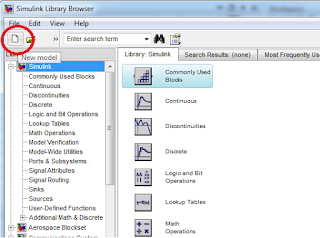 Simulink Library Browser
File Edit View Help
» Enter search term
New model
Library: Simulink Search Results: (none) Most Frequently U
Simulink
Commonly Used Blocks
Continuous
Discontinuities
Discrete
Logic and Bit Operations
Lookup Tables
Math Operations
Model Verification
Model-Wide Utilities
Ports & Subsystems
Signal Attributes
Signal Routing
Sinks
Sources
User-Defined Functions
Additional Math & Discrete
Aerospace Blockset
Commonly Used
Blocks
Continuous
Discontinuities
Discrete
Logic and Bit
Operations
Lookup Tables
Math
Operations